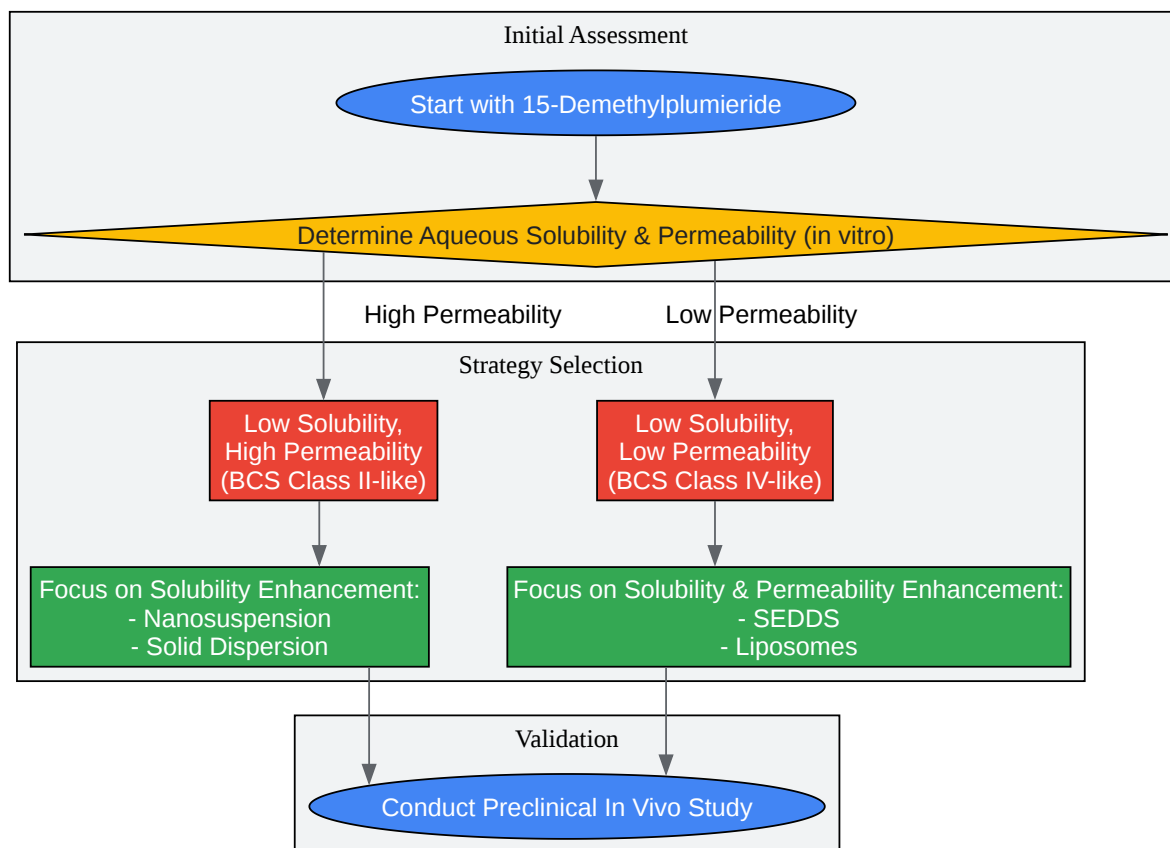 Initial Assessment
Start with 15-Demethylplumieride
Determine Aqueous Solubility & Permeability (in vitro)
High Permeability
Low Permeability
Strategy Selection
Low Solubility,
High Permeability
(BCS Class II-like)
Low Solubility,
Low Permeability
(BCS Class IV-like)
Focus on Solubility Enhancement:
- Nanosuspension
- Solid Dispersion
Focus on Solubility & Permeability Enhancement:
- SEDDS
- Liposomes
Validation
Conduct Preclinical In Vivo Study